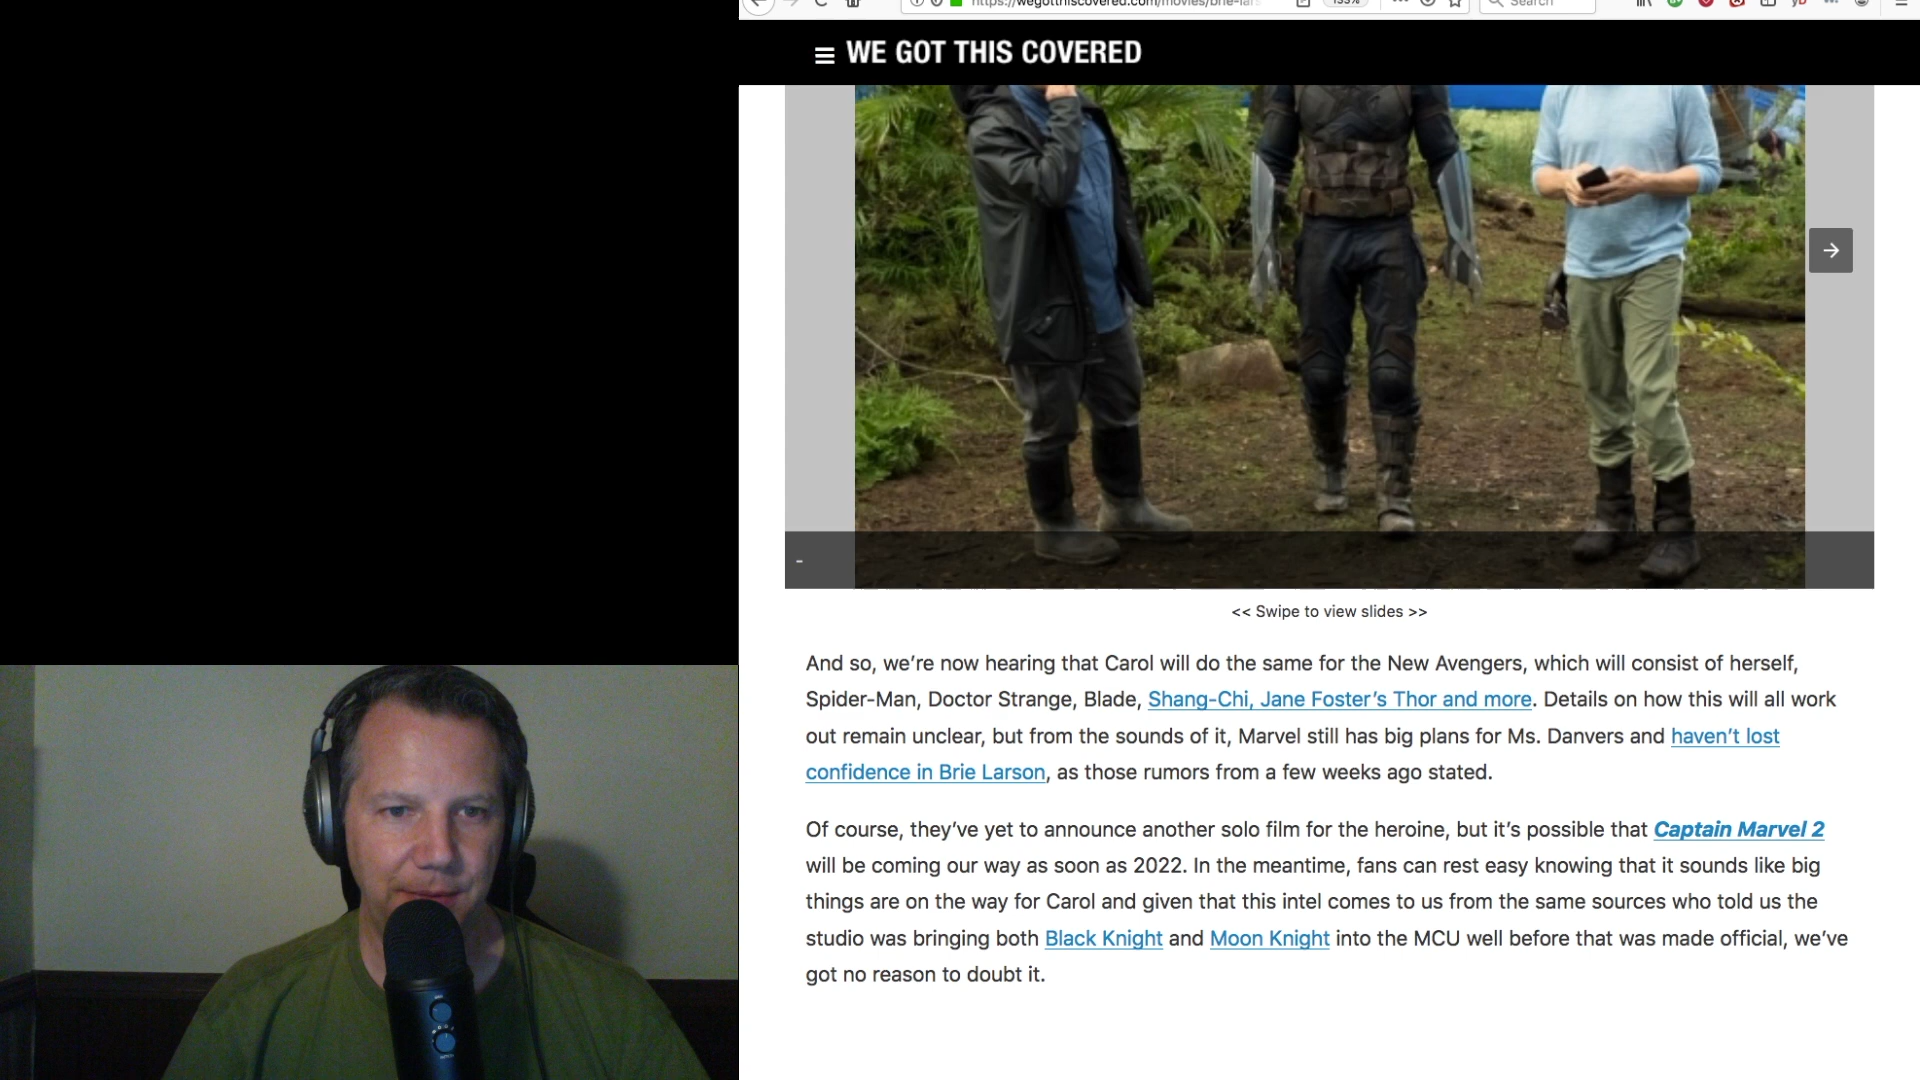 https://wegotthiscovered.com/movies/brie-lars
133%
Search
WE GOT THIS COVERED
-
<< Swipe to view slides >>
And so, we’re now hearing that Carol will do the same for the New Avengers, which will consist of herself,
Spider-Man, Doctor Strange, Blade, Shang-Chi, Jane Foster’s Thor and more. Details on how this will all work
out remain unclear, but from the sounds of it, Marvel still has big plans for Ms. Danvers and haven’t lost
confidence in Brie Larson, as those rumors from a few weeks ago stated.
Of course, they’ve yet to announce another solo film for the heroine, but it’s possible that Captain Marvel 2
will be coming our way as soon as 2022. In the meantime, fans can rest easy knowing that it sounds like big
things are on the way for Carol and given that this intel comes to us from the same sources who told us the
studio was bringing both Black Knight and Moon Knight into the MCU well before that was made official, we’ve
got no reason to doubt it.